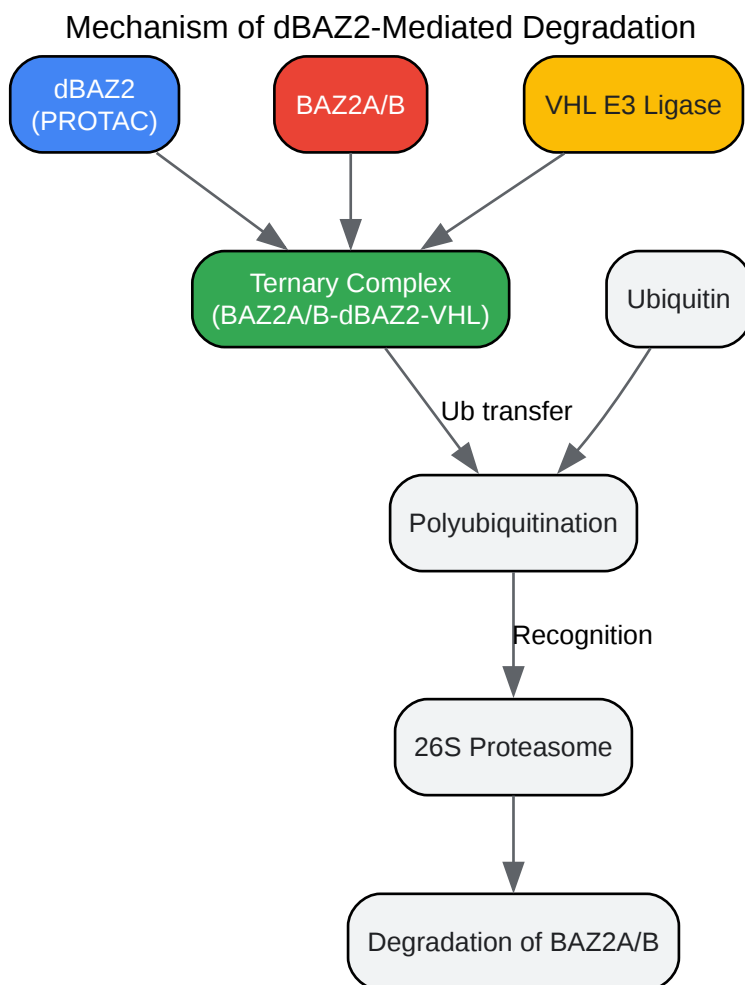 Mechanism of dBAZ2-Mediated Degradation
dBAZ2
(PROTAC)
BAZ2A/B
VHL E3 Ligase
Ternary Complex
(BAZ2A/B-dBAZ2-VHL)
Ubiquitin
Ub transfer
Polyubiquitination
Recognition
26S Proteasome
Degradation of BAZ2A/B